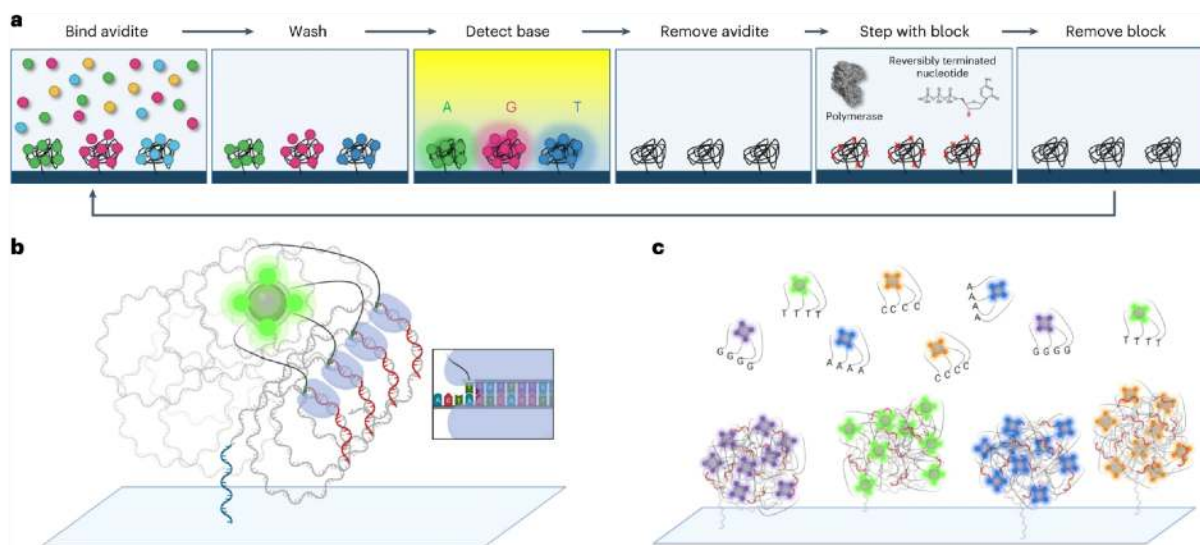 a
Bind avidite
Wash
Detect base
Remove avidite
Step with block
Remove block
A
G
T
Reversibly terminated
nucleotide
Polymerase
b
c
T T T T
C C C C
A
A
A
A
G G G G
A A A A
C C C C
G G G G
T T T T